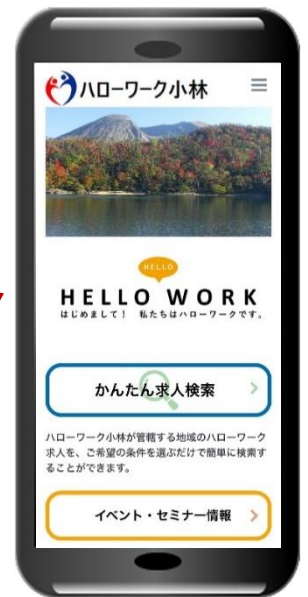 ハローワーク小林
HELLO
HELLO WORK
はじめまして! 私たちはハローワークです。
かんたん求人検索
ハローワーク小林が管轄する地域のハローワーク
求人を、ご希望の条件を選ぶだけで簡単に検索す
ることができます。
イベント・セミナー情報